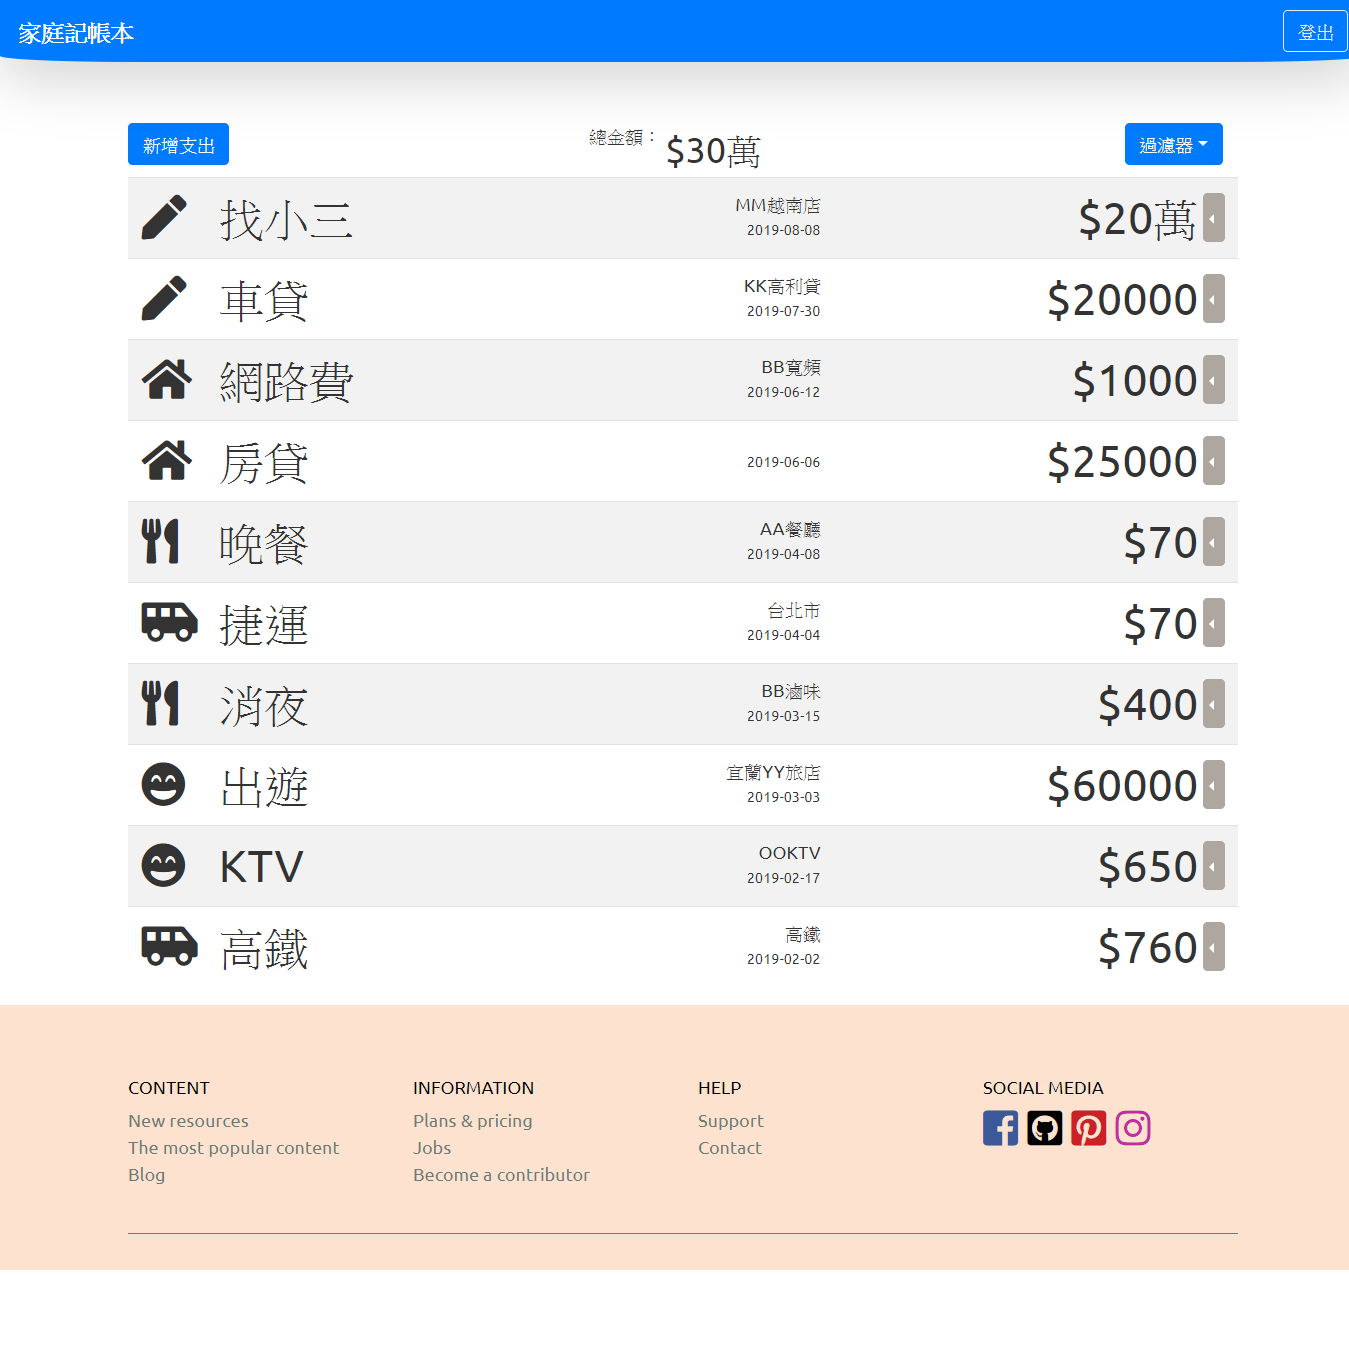 家庭記帳本
登出
新增支出
總金額：
$30萬
過濾器
找小三
MM越南店
2019-08-08
$20萬
車貸
KK高利貸
2019-07-30
$20000
網路費
BB寬頻
2019-06-12
$1000
房貸
2019-06-06
$25000
晚餐
AA餐廳
2019-04-08
$70
捷運
台北市
2019-04-04
$70
消夜
BB滷味
2019-03-15
$400
出遊
宜蘭YY旅店
2019-03-03
$60000
KTV
OOKTV
2019-02-17
$650
高鐵
高鐵
2019-02-02
$760
CONTENT
New resources
The most popular content
Blog
INFORMATION
Plans & pricing
Jobs
Become a contributor
HELP
Support
Contact
SOCIAL MEDIA